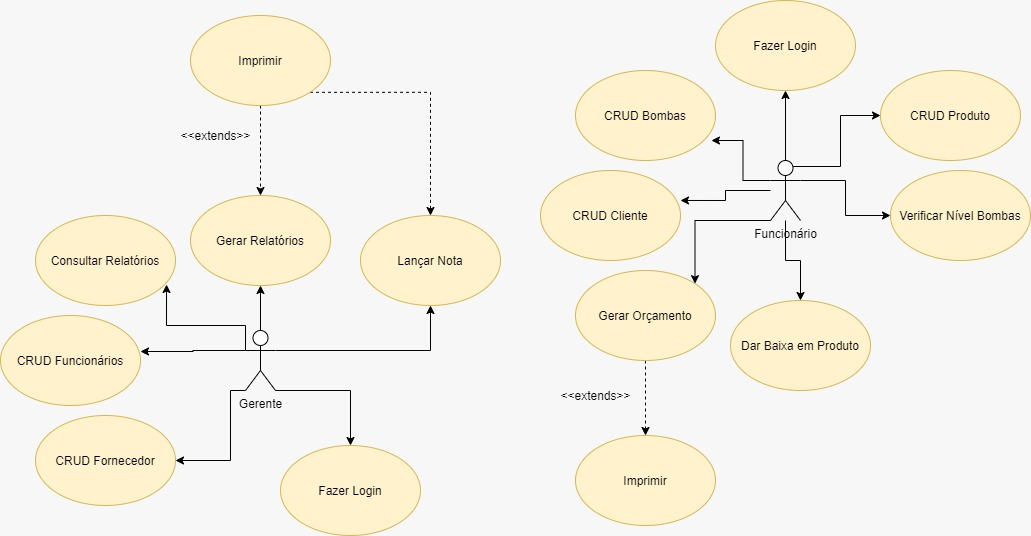 Imprimir
<<extends>>
Gerar Relatórios
Consultar Relatórios
Lançar Nota
CRUD Funcionários
Gerente
CRUD Fornecedor
Fazer Login
Fazer Login
CRUD Bombas
CRUD Produto
CRUD Cliente
Verificar Nível Bombas
Funcionário
Gerar Orçamento
Dar Baixa em Produto
<<extends>>
Imprimir